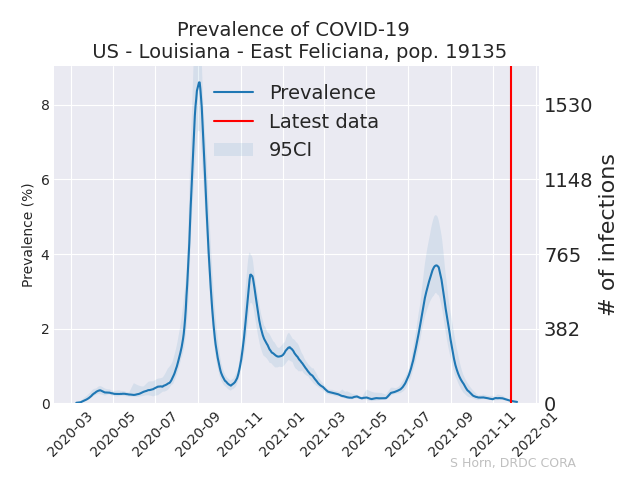 Prevalence of COVID-19
US - Louisiana - East Feliciana, pop. 19135
Prevalence
Latest data
95CI
Prevalence (%)
8
6
4
2
0
1530
1148
765
382
0
# of infections
2020-03
2020-05
2020-07
2020-09
2020-11
2021-01
2021-03
2021-05
2021-07
2021-09
2021-11
2022-01
S Horn, DRDC CORA